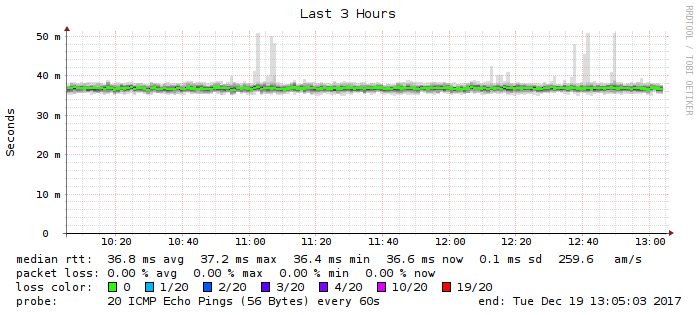 Last 3 Hours
RRDTOOL / TOBI OETIKER
Seconds
50 m
40 m
30 m
20 m
10 m
0
10:20 10:40 11:00 11:20 11:40 12:00 12:20 12:40 13:00
median rtt: 36.8 ms avg 37.2 ms max 36.4 ms min 36.6 ms now 0.1 ms sd 259.6 am/s
packet loss: 0.00 % avg 0.00 % max 0.00 % min 0.00 % now
loss color: 0 1/20 2/20 3/20 4/20 10/20 19/20
probe: 20 ICMP Echo Pings (56 Bytes) every 60s end: Tue Dec 19 13:05:03 2017